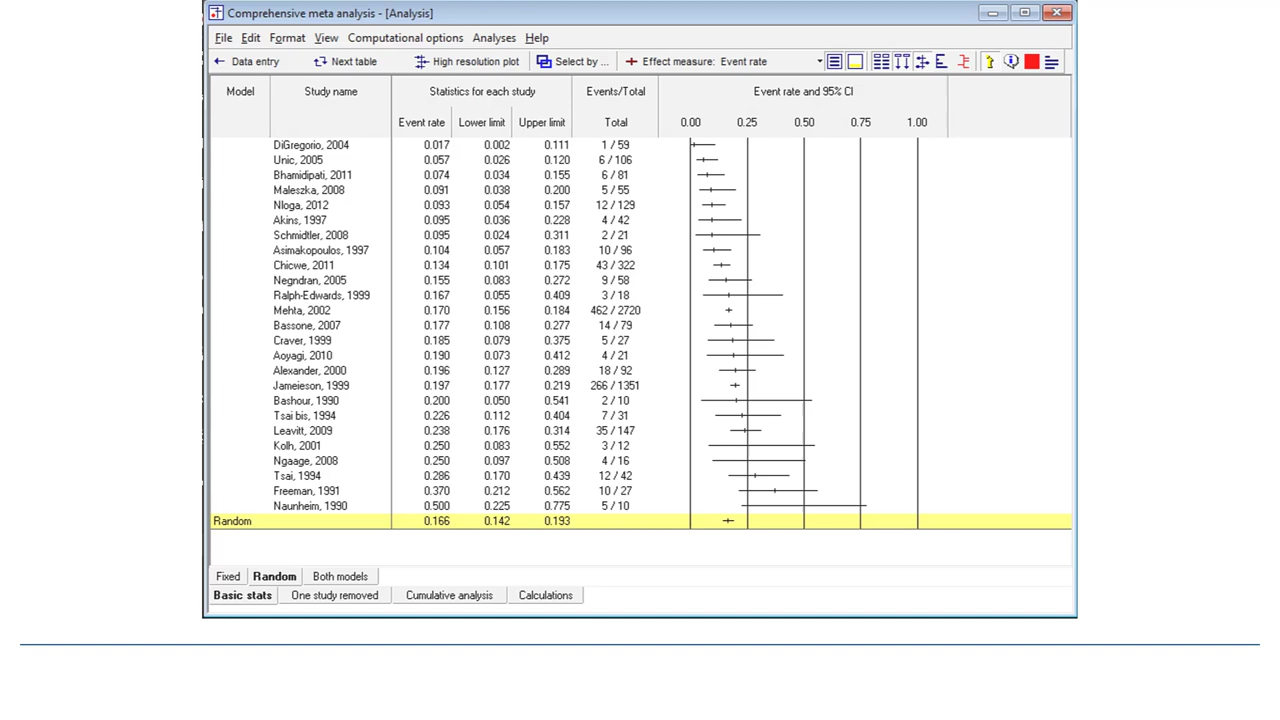 Comprehensive meta analysis - [Analysis]
File Edit Format View Computational options Analyses Help
Data entry Next table High resolution plot Select by ... Effect measure: Event rate
Model Study name Statistics for each study Events/Total Event rate and 95% CI
Event rate Lower limit Upper limit Total 0.00 0.25 0.50 0.75 1.00
DiGregorio, 2004 0.017 0.002 0.111 1 / 59
Unic, 2005 0.057 0.026 0.120 6 / 106
Bhamidipati, 2011 0.074 0.034 0.155 6 / 81
Maleszka, 2008 0.091 0.038 0.200 5 / 55
Nloga, 2012 0.093 0.054 0.157 12 / 129
Akins, 1997 0.095 0.036 0.228 4 / 42
Schmidtler, 2008 0.095 0.024 0.311 2 / 21
Asimakopoulos, 1997 0.104 0.057 0.183 10 / 96
Chicwe, 2011 0.134 0.101 0.175 43 / 322
Negndran, 2005 0.155 0.083 0.272 9 / 58
Ralph-Edwards, 1999 0.167 0.055 0.409 3 / 18
Mehta, 2002 0.170 0.156 0.184 462 / 2720
Bassone, 2007 0.177 0.108 0.277 14 / 79
Craver, 1999 0.185 0.079 0.375 5 / 27
Aoyagi, 2010 0.190 0.073 0.412 4 / 21
Alexander, 2000 0.196 0.127 0.289 18 / 92
Jameieson, 1999 0.197 0.177 0.219 266 / 1351
Bashour, 1990 0.200 0.050 0.541 2 / 10
Tsai bis, 1994 0.226 0.112 0.404 7 / 31
Leavitt, 2009 0.238 0.176 0.314 35 / 147
Kolh, 2001 0.250 0.083 0.552 3 / 12
Ngaage, 2008 0.250 0.097 0.508 4 / 16
Tsai, 1994 0.286 0.170 0.439 12 / 42
Freeman, 1991 0.370 0.212 0.562 10 / 27
Naunheim, 1990 0.500 0.225 0.775 5 / 10
Random 0.166 0.142 0.193
Fixed Random Both models
Basic stats One study removed Cumulative analysis Calculations